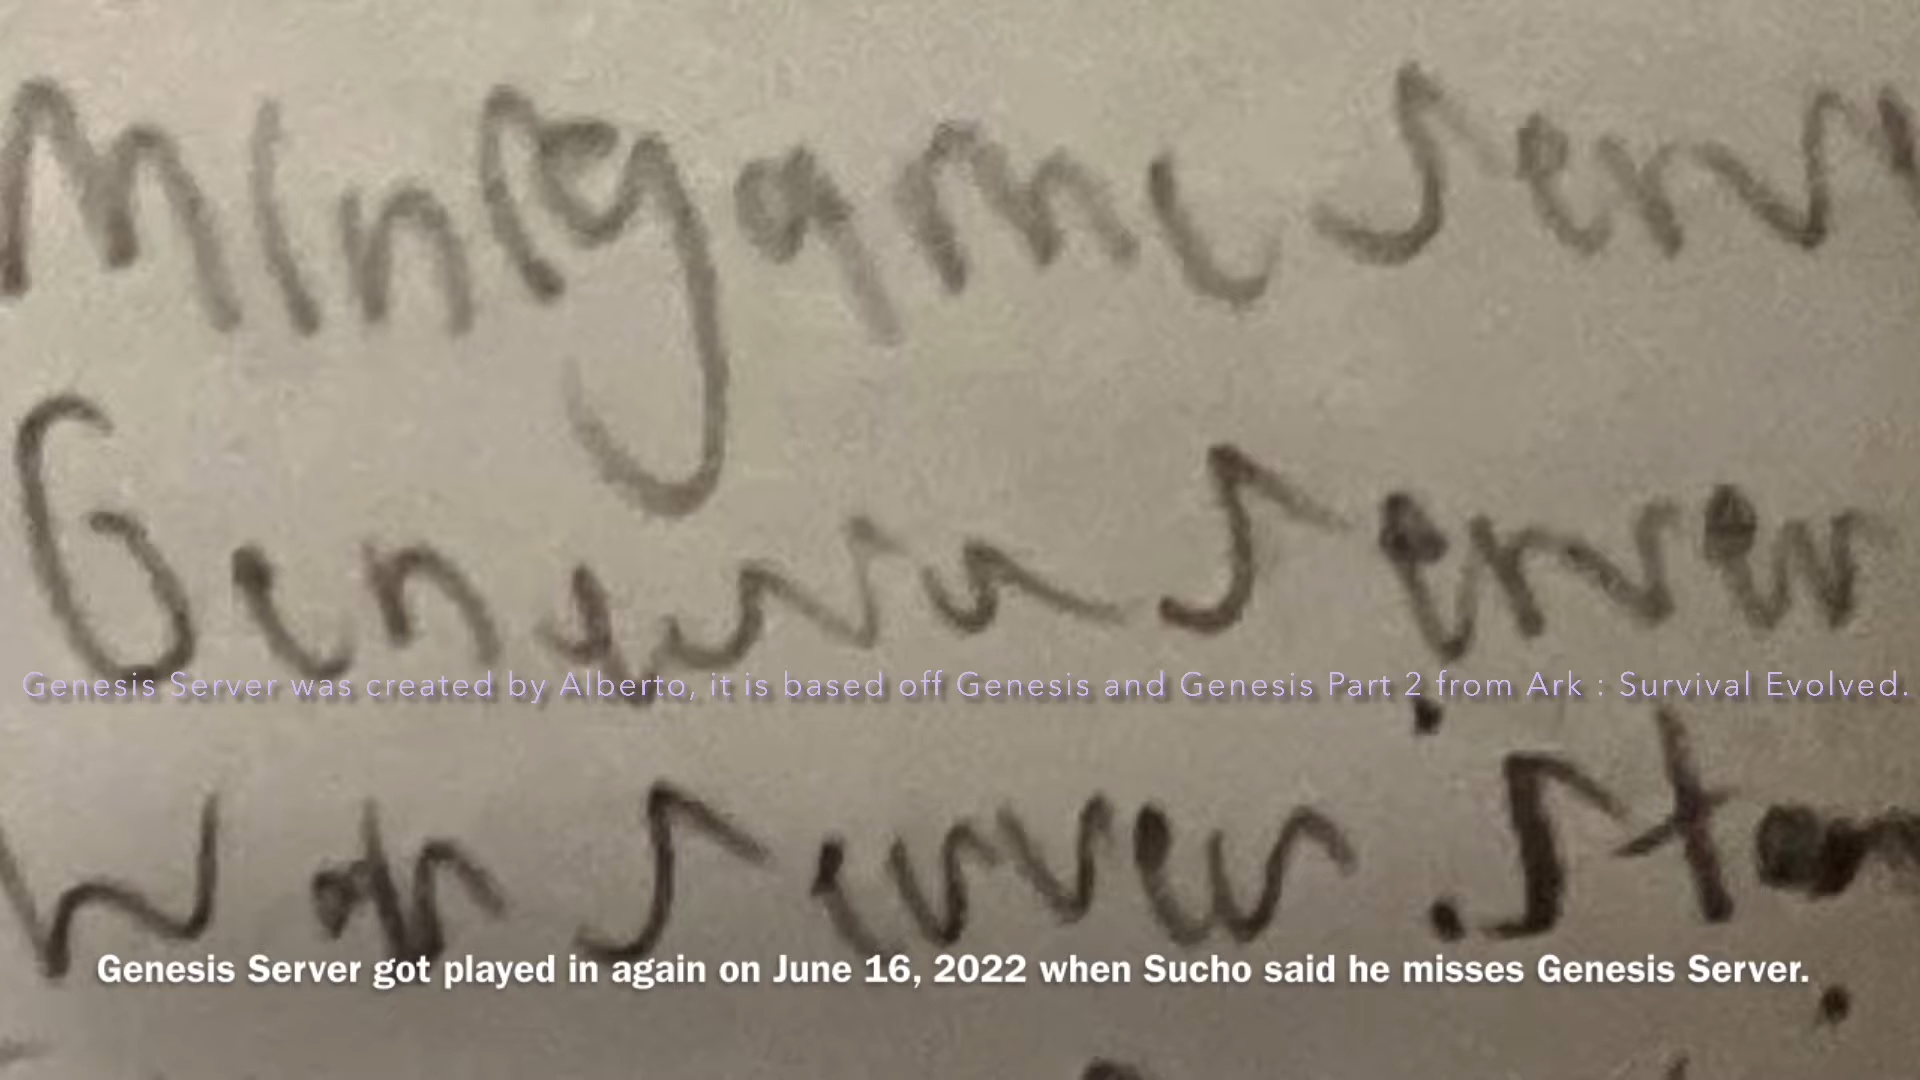 Minigame Serv
Genesis Server
Genesis Server was created by Alberto, it is based off Genesis and Genesis Part 2 from Ark : Survival Evolved.
War Server.
Genesis Server got played in again on June 16, 2022 when Sucho said he misses Genesis Server.